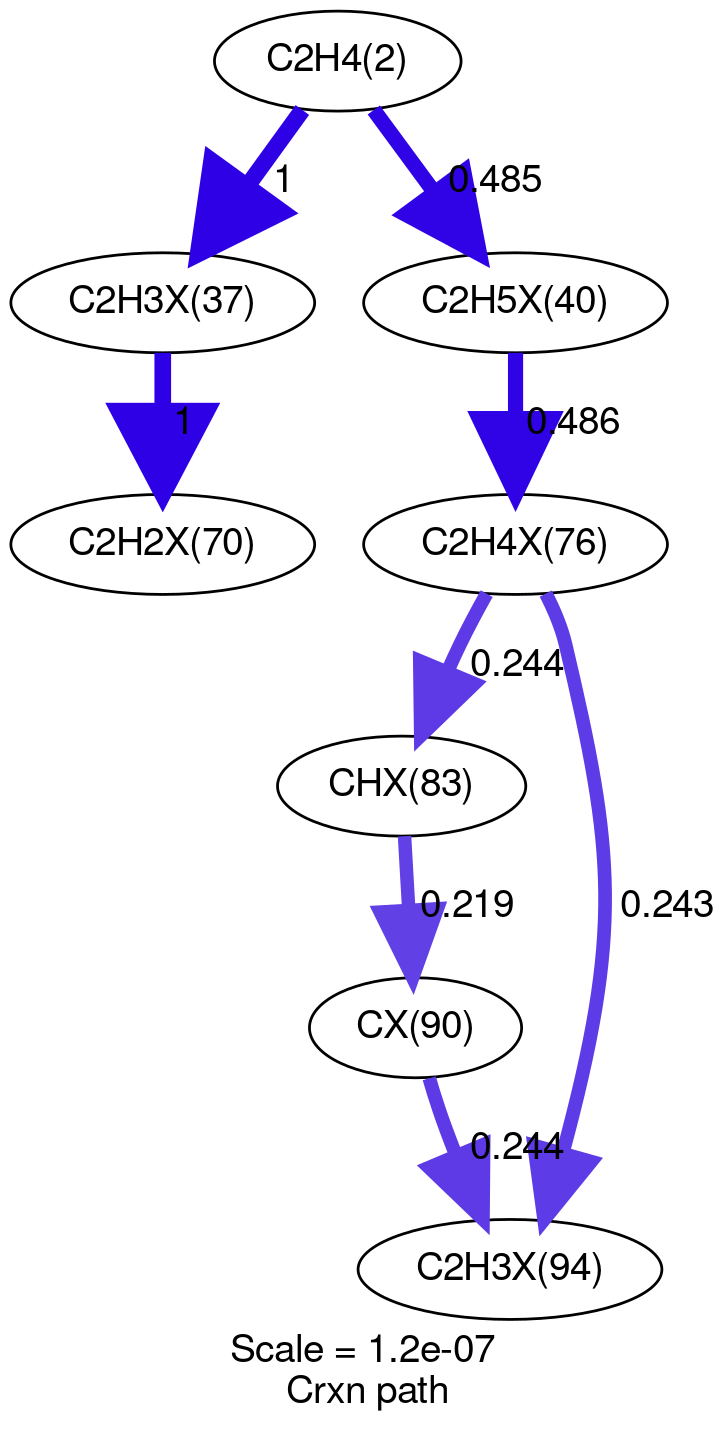 C2H4(2)
1
0.485
C2H3X(37)
C2H5X(40)
1
0.486
C2H2X(70)
C2H4X(76)
0.244
CHX(83)
0.219
0.243
CX(90)
0.244
C2H3X(94)
Scale = 1.2e-07
Crxn path